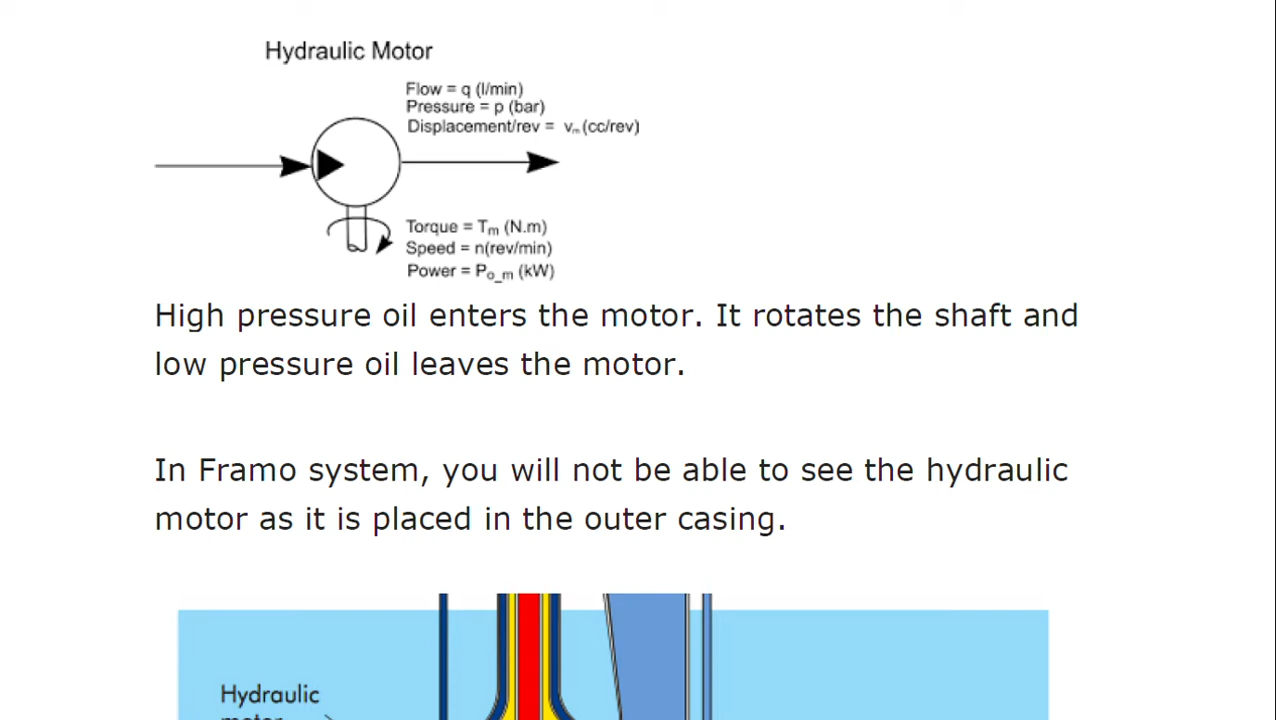 Hydraulic Motor
Flow = q (l/min)
Pressure = p (bar)
Displacement/rev = vₘ (cc/rev)
Torque = Tₘ (N.m)
Speed = n(rev/min)
Power = Pₒ_ₘ (kW)
High pressure oil enters the motor. It rotates the shaft and
low pressure oil leaves the motor.
In Framo system, you will not be able to see the hydraulic
motor as it is placed in the outer casing.
Hydraulic
motor